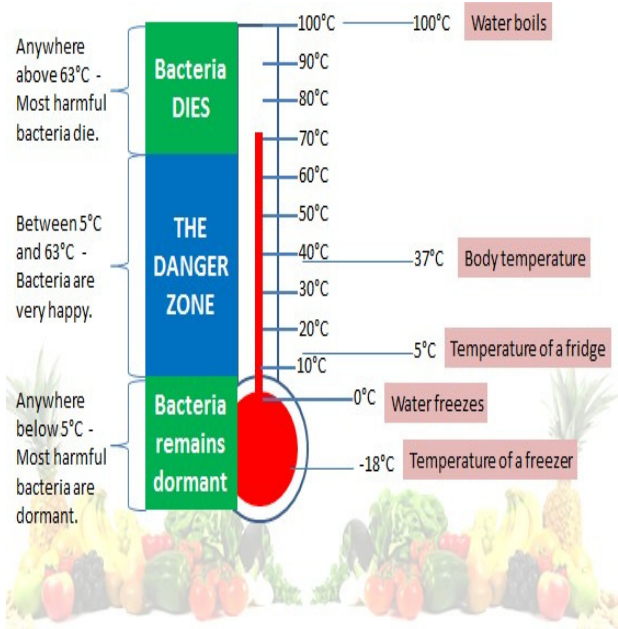 Anywhere
above 63°C -
Most harmful
bacteria die.
Between 5°C
and 63°C -
Bacteria are
very happy.
Anywhere
below 5°C -
Most harmful
bacteria are
dormant.
Bacteria
DIES
THE
DANGER
ZONE
Bacteria
remains
dormant
100°C
90°C
80°C
70°C
60°C
50°C
40°C
30°C
20°C
10°C
100°C Water boils
37°C Body temperature
5°C Temperature of a fridge
0°C Water freezes
-18°C Temperature of a freezer